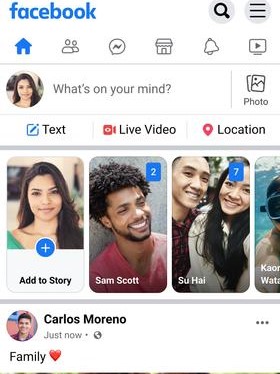 facebook
What's on your mind?
Photo
Text
Live Video
Location
2
7
Add to Story
Sam Scott
Su Hai
Kaor
Wata
Carlos Moreno
Just now ·
Family ❤️